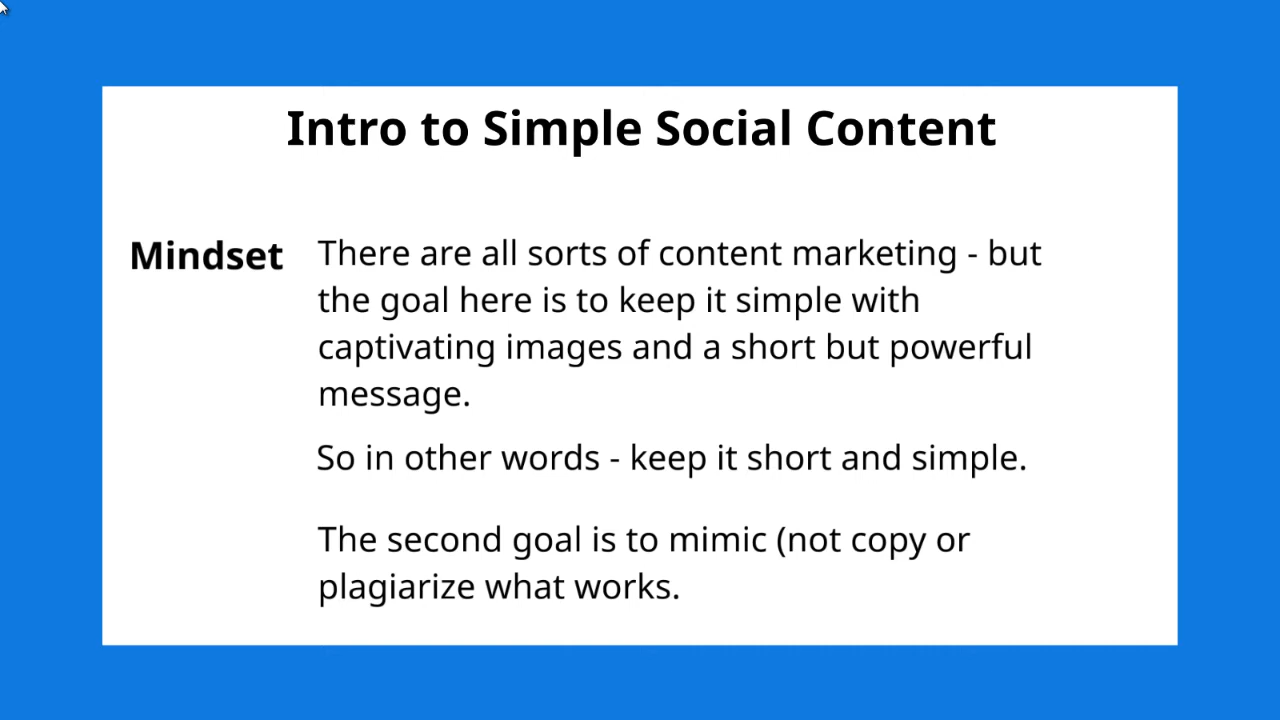 Intro to Simple Social Content
Mindset
There are all sorts of content marketing - but
the goal here is to keep it simple with
captivating images and a short but powerful
message.
So in other words - keep it short and simple.
The second goal is to mimic (not copy or
plagiarize what works.